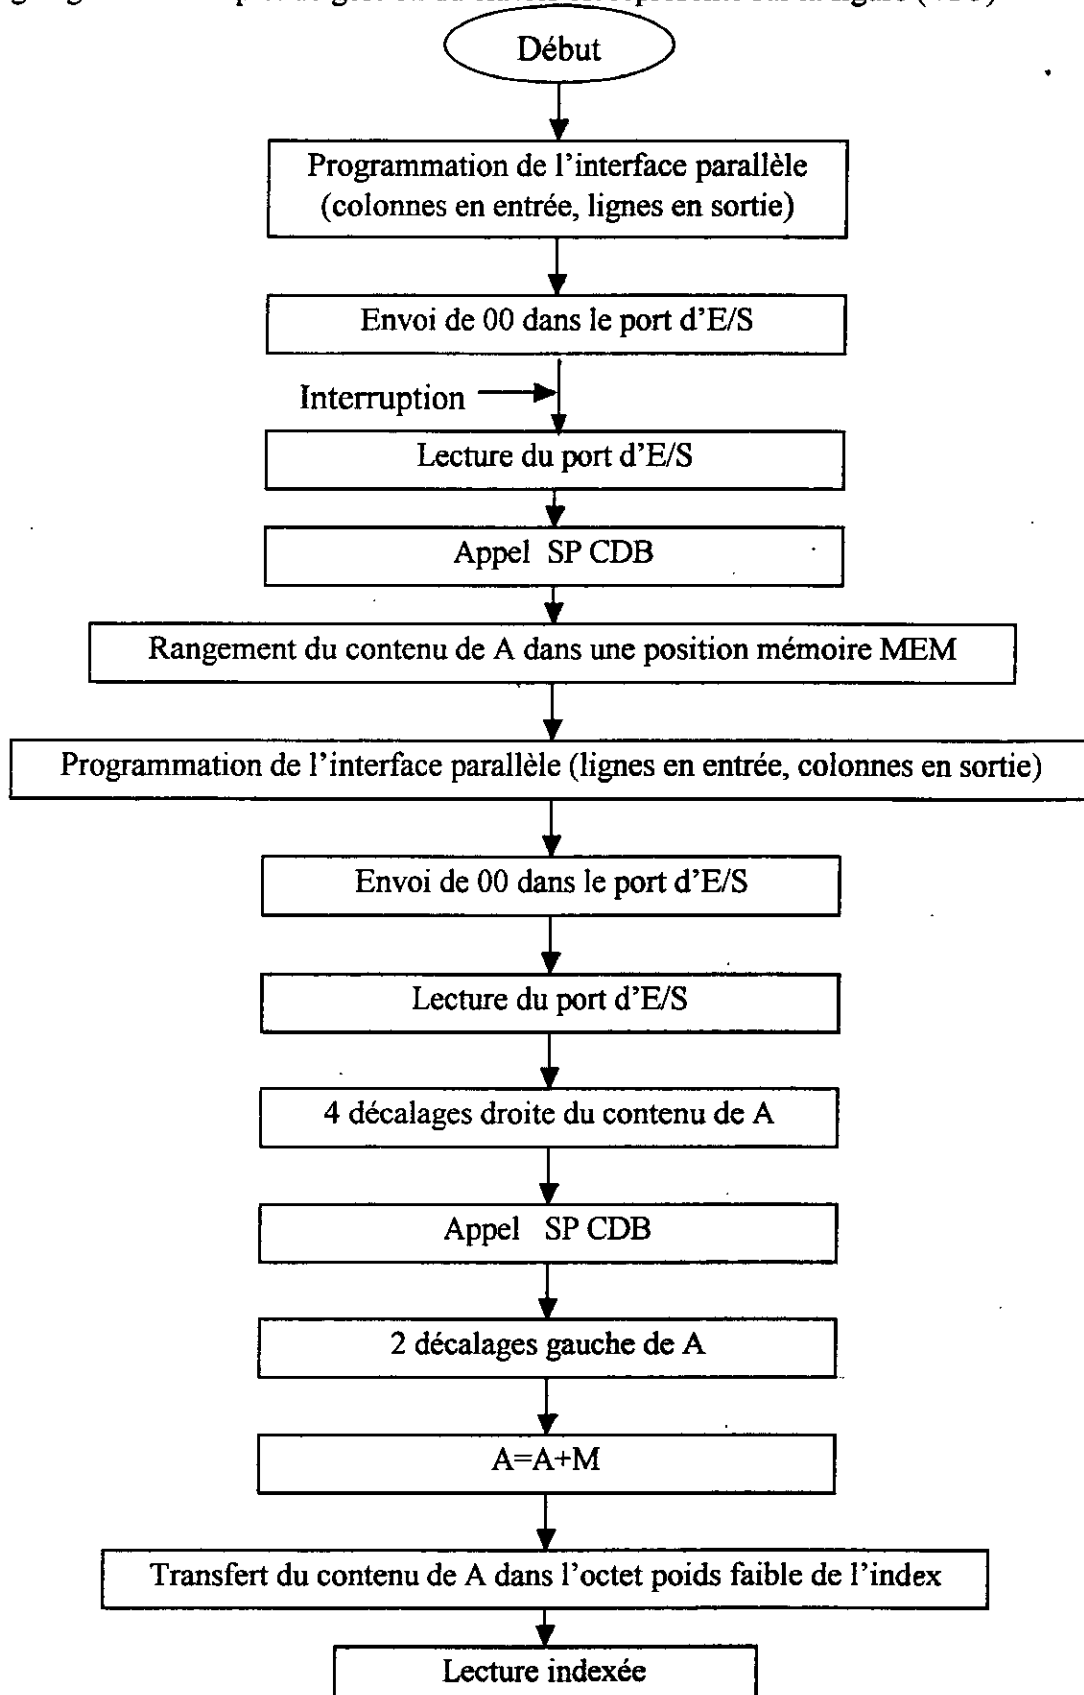 Début
Programmation de l'interface parallèle
(colonnes en entrée, lignes en sortie)
Envoi de 00 dans le port d'E/S
Interruption
Lecture du port d'E/S
Appel SP CDB
Rangement du contenu de A dans une position mémoire MEM
Programmation de l'interface parallèle (lignes en entrée, colonnes en sortie)
Envoi de 00 dans le port d'E/S
Lecture du port d'E/S
4 décalages droite du contenu de A
Appel SP CDB
2 décalages gauche de A
A=A+M
Transfert du contenu de A dans l'octet poids faible de l'index
Lecture indexée